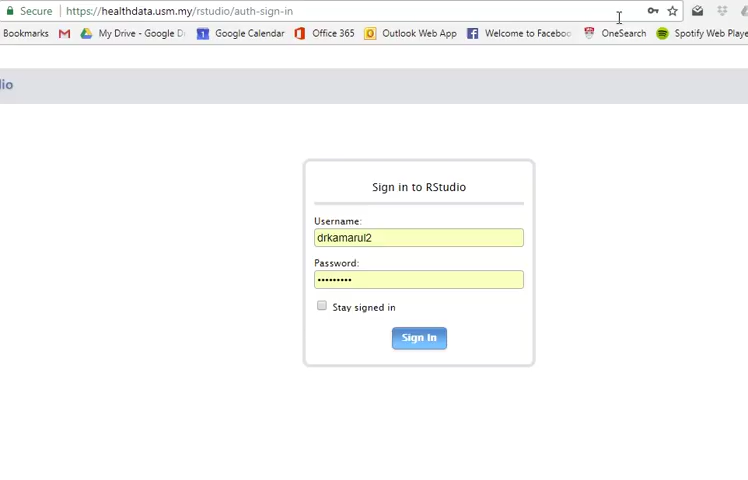 Secure | https://healthdata.usm.my/rstudio/auth-sign-in
Bookmarks My Drive - Google D 1 Google Calendar Office 365 Outlook Web App Welcome to Faceboo OneSearch Spotify Web Playe
dio
Sign in to RStudio
Username:
drkamarul2
Password:
•••••••••
Stay signed in
Sign In